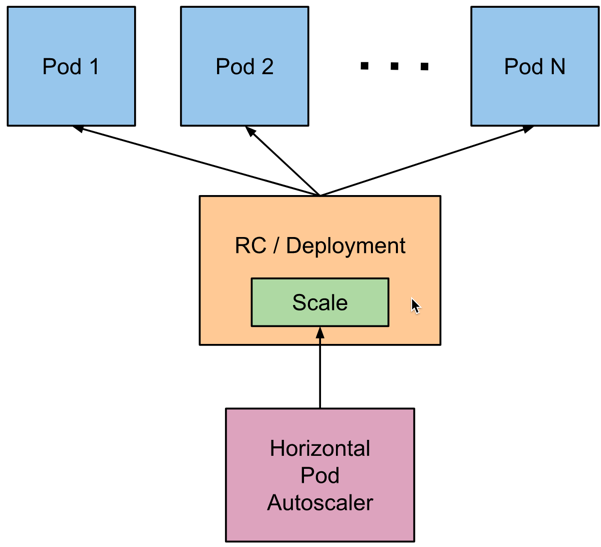 Pod 1
Pod 2
Pod N
RC / Deployment
Scale
Horizontal
Pod
Autoscaler